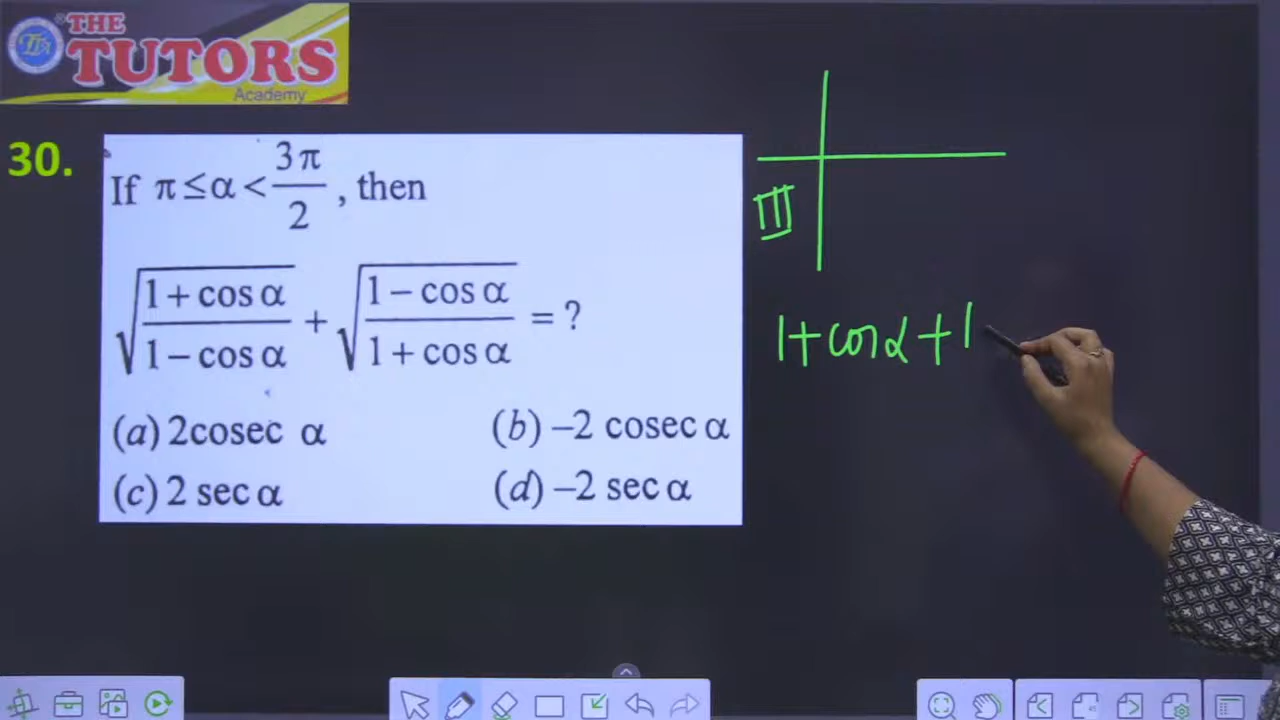 THE
TUTORS
Academy
30.
If π ≤ α < 3π/2, then
√((1 + cos α)/(1 − cos α)) + √((1 − cos α)/(1 + cos α)) = ?
(a) 2cosec α (b) −2 cosec α
(c) 2 sec α (d) −2 sec α
III
1 + cos α + 1